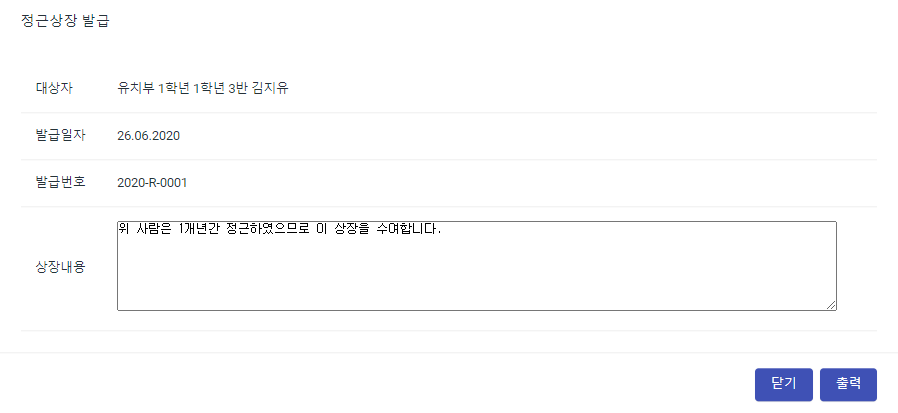 정근상장 발급
대상자 유치부 1학년 1학년 3반 김지유
발급일자 26.06.2020
발급번호 2020-R-0001
상장내용 위 사람은 1개년간 정근하였으므로 이 상장을 수여합니다.
닫기 출력